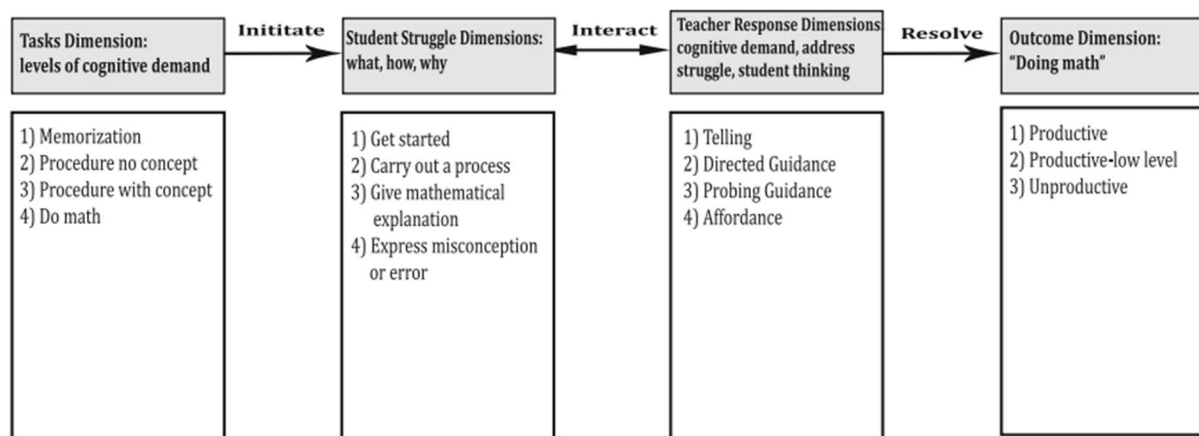 Tasks Dimension:
levels of cognitive demand
Inititate
Student Struggle Dimensions:
what, how, why
Interact
Teacher Response Dimensions:
cognitive demand, address
struggle, student thinking
Resolve
Outcome Dimension:
“Doing math”
1) Memorization
2) Procedure no concept
3) Procedure with concept
4) Do math
1) Get started
2) Carry out a process
3) Give mathematical
explanation
4) Express misconception
or error
1) Telling
2) Directed Guidance
3) Probing Guidance
4) Affordance
1) Productive
2) Productive-low level
3) Unproductive